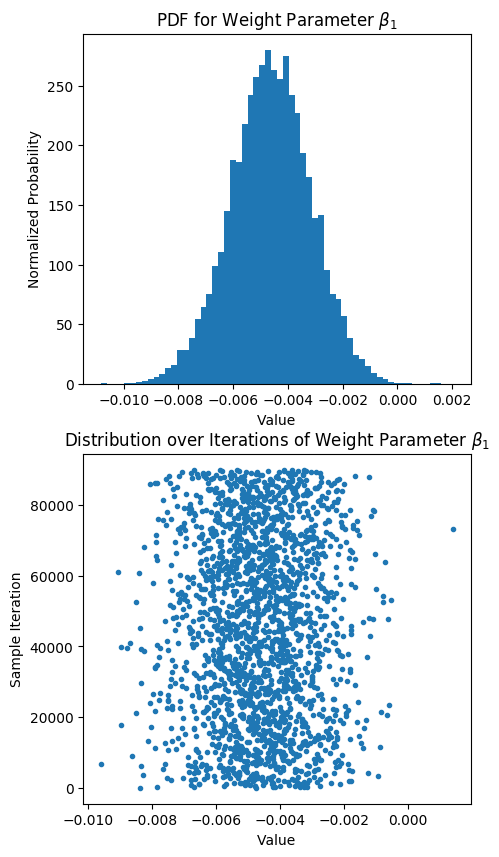 PDF for Weight Parameter β₁
Normalized Probability
250
200
150
100
50
0
−0.010 −0.008 −0.006 −0.004 −0.002 0.000 0.002
Value
Distribution over Iterations of Weight Parameter β₁
Sample Iteration
80000
60000
40000
20000
0
−0.010 −0.008 −0.006 −0.004 −0.002 0.000
Value